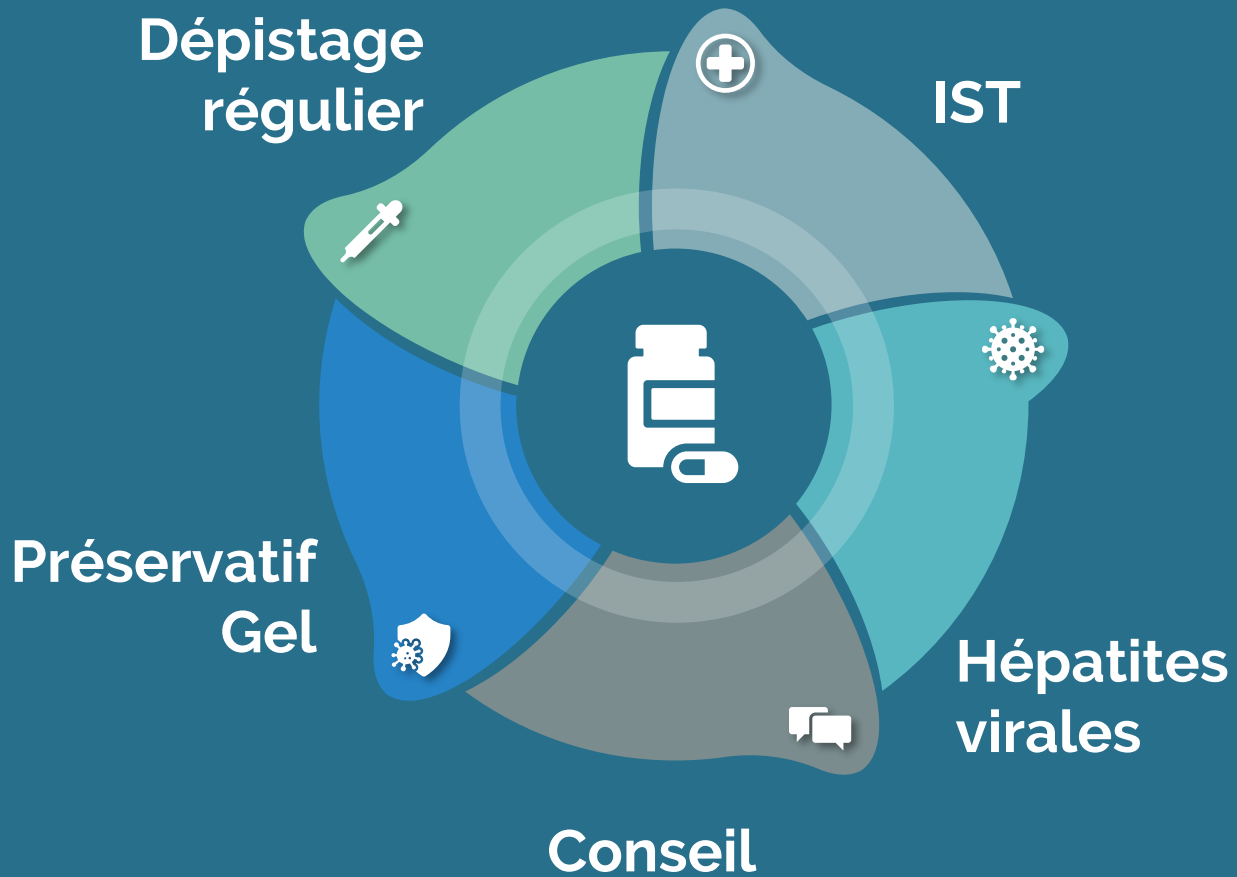 Dépistage
régulier
IST
Préservatif
Gel
Hépatites
virales
Conseil